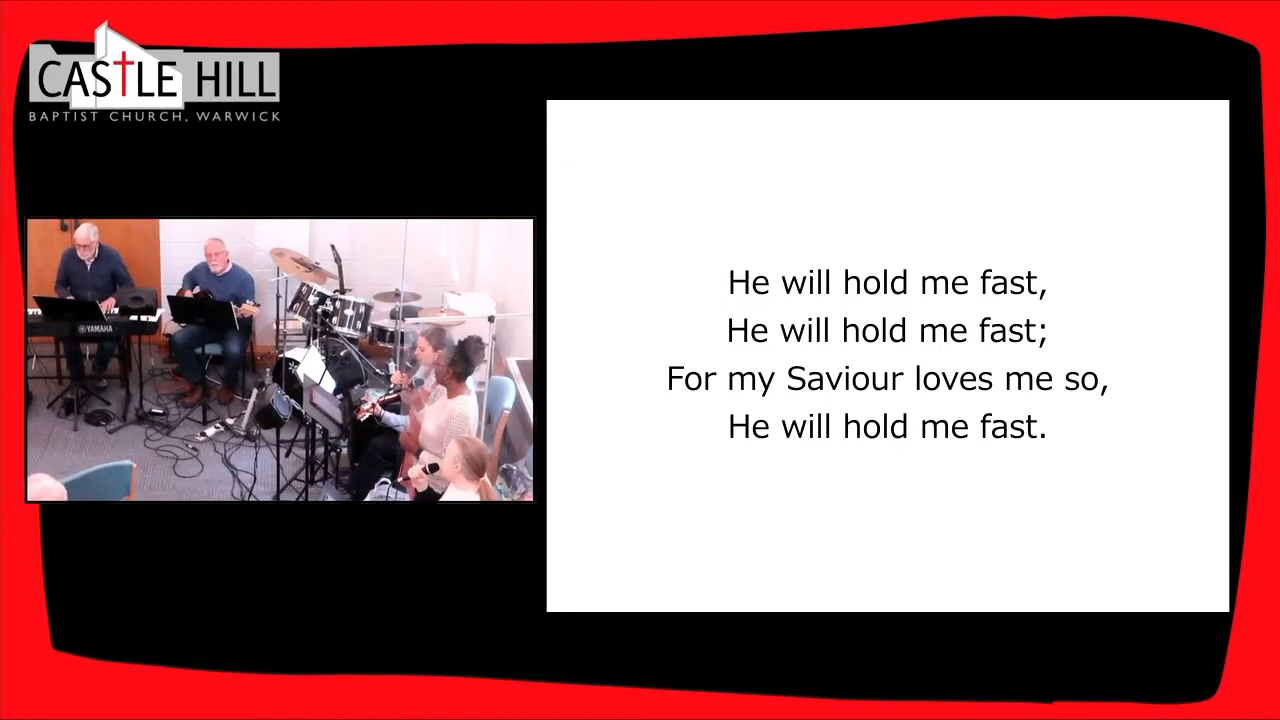 CASTLE HILL
BAPTIST CHURCH, WARWICK
YAMAHA
He will hold me fast,
He will hold me fast;
For my Saviour loves me so,
He will hold me fast.